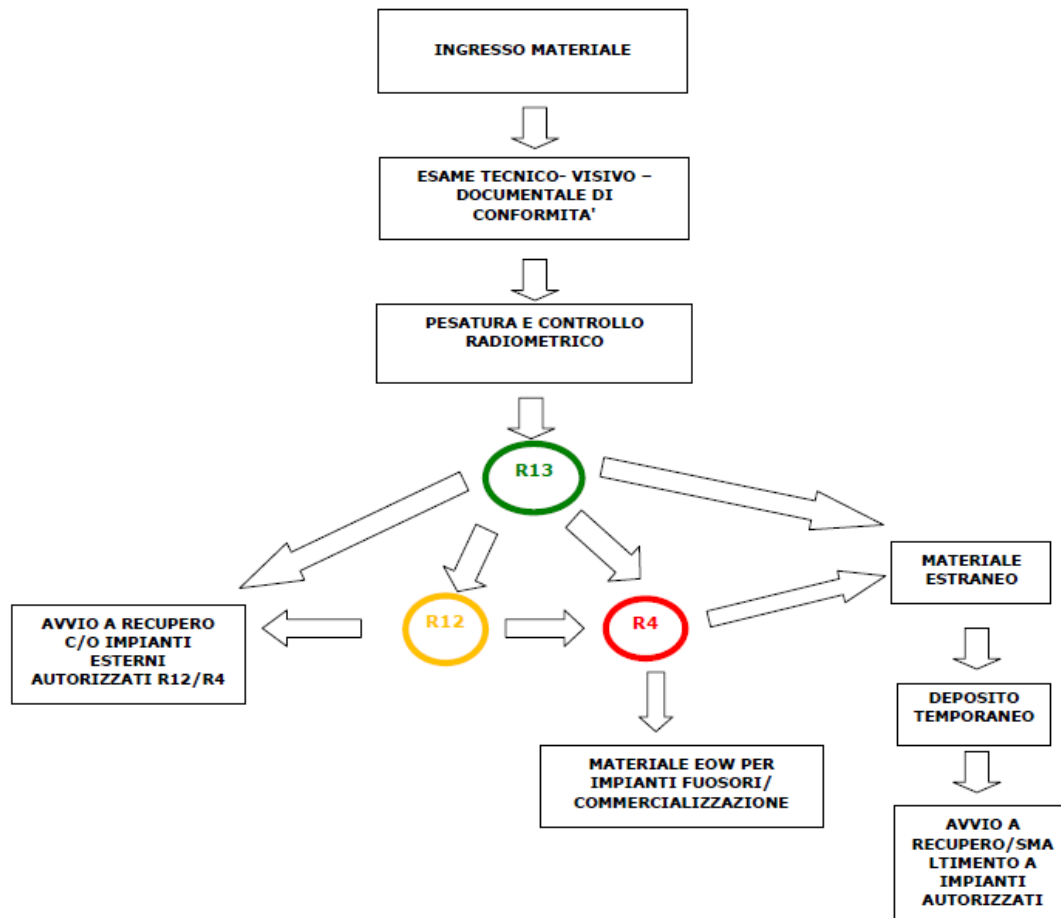 INGRESSO MATERIALE
ESAME TECNICO- VISIVO –
DOCUMENTALE DI
CONFORMITA'
PESATURA E CONTROLLO
RADIOMETRICO
R13
MATERIALE
ESTRANEO
AVVIO A RECUPERO
C/O IMPIANTI
ESTERNI
AUTORIZZATI R12/R4
R12
R4
DEPOSITO
TEMPORANEO
MATERIALE EOW PER
IMPIANTI FUOSORI/
COMMERCIALIZZAZIONE
AVVIO A
RECUPERO/SMA
LTIMENTO A
IMPIANTI
AUTORIZZATI